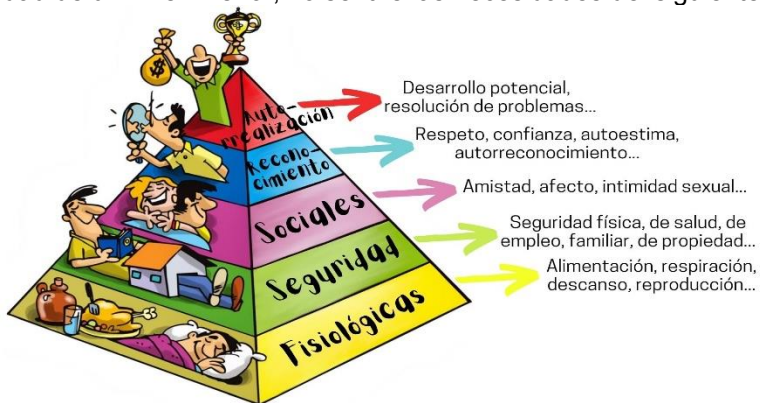 Auto-
rrealización
Desarrollo potencial,
resolución de problemas...
Recono-
cimiento
Respeto, confianza, autoestima,
autorreconocimiento...
Sociales
Amistad, afecto, intimidad sexual...
Seguridad
Seguridad física, de salud, de
empleo, familiar, de propiedad...
Fisiológicas
Alimentación, respiración,
descanso, reproducción...